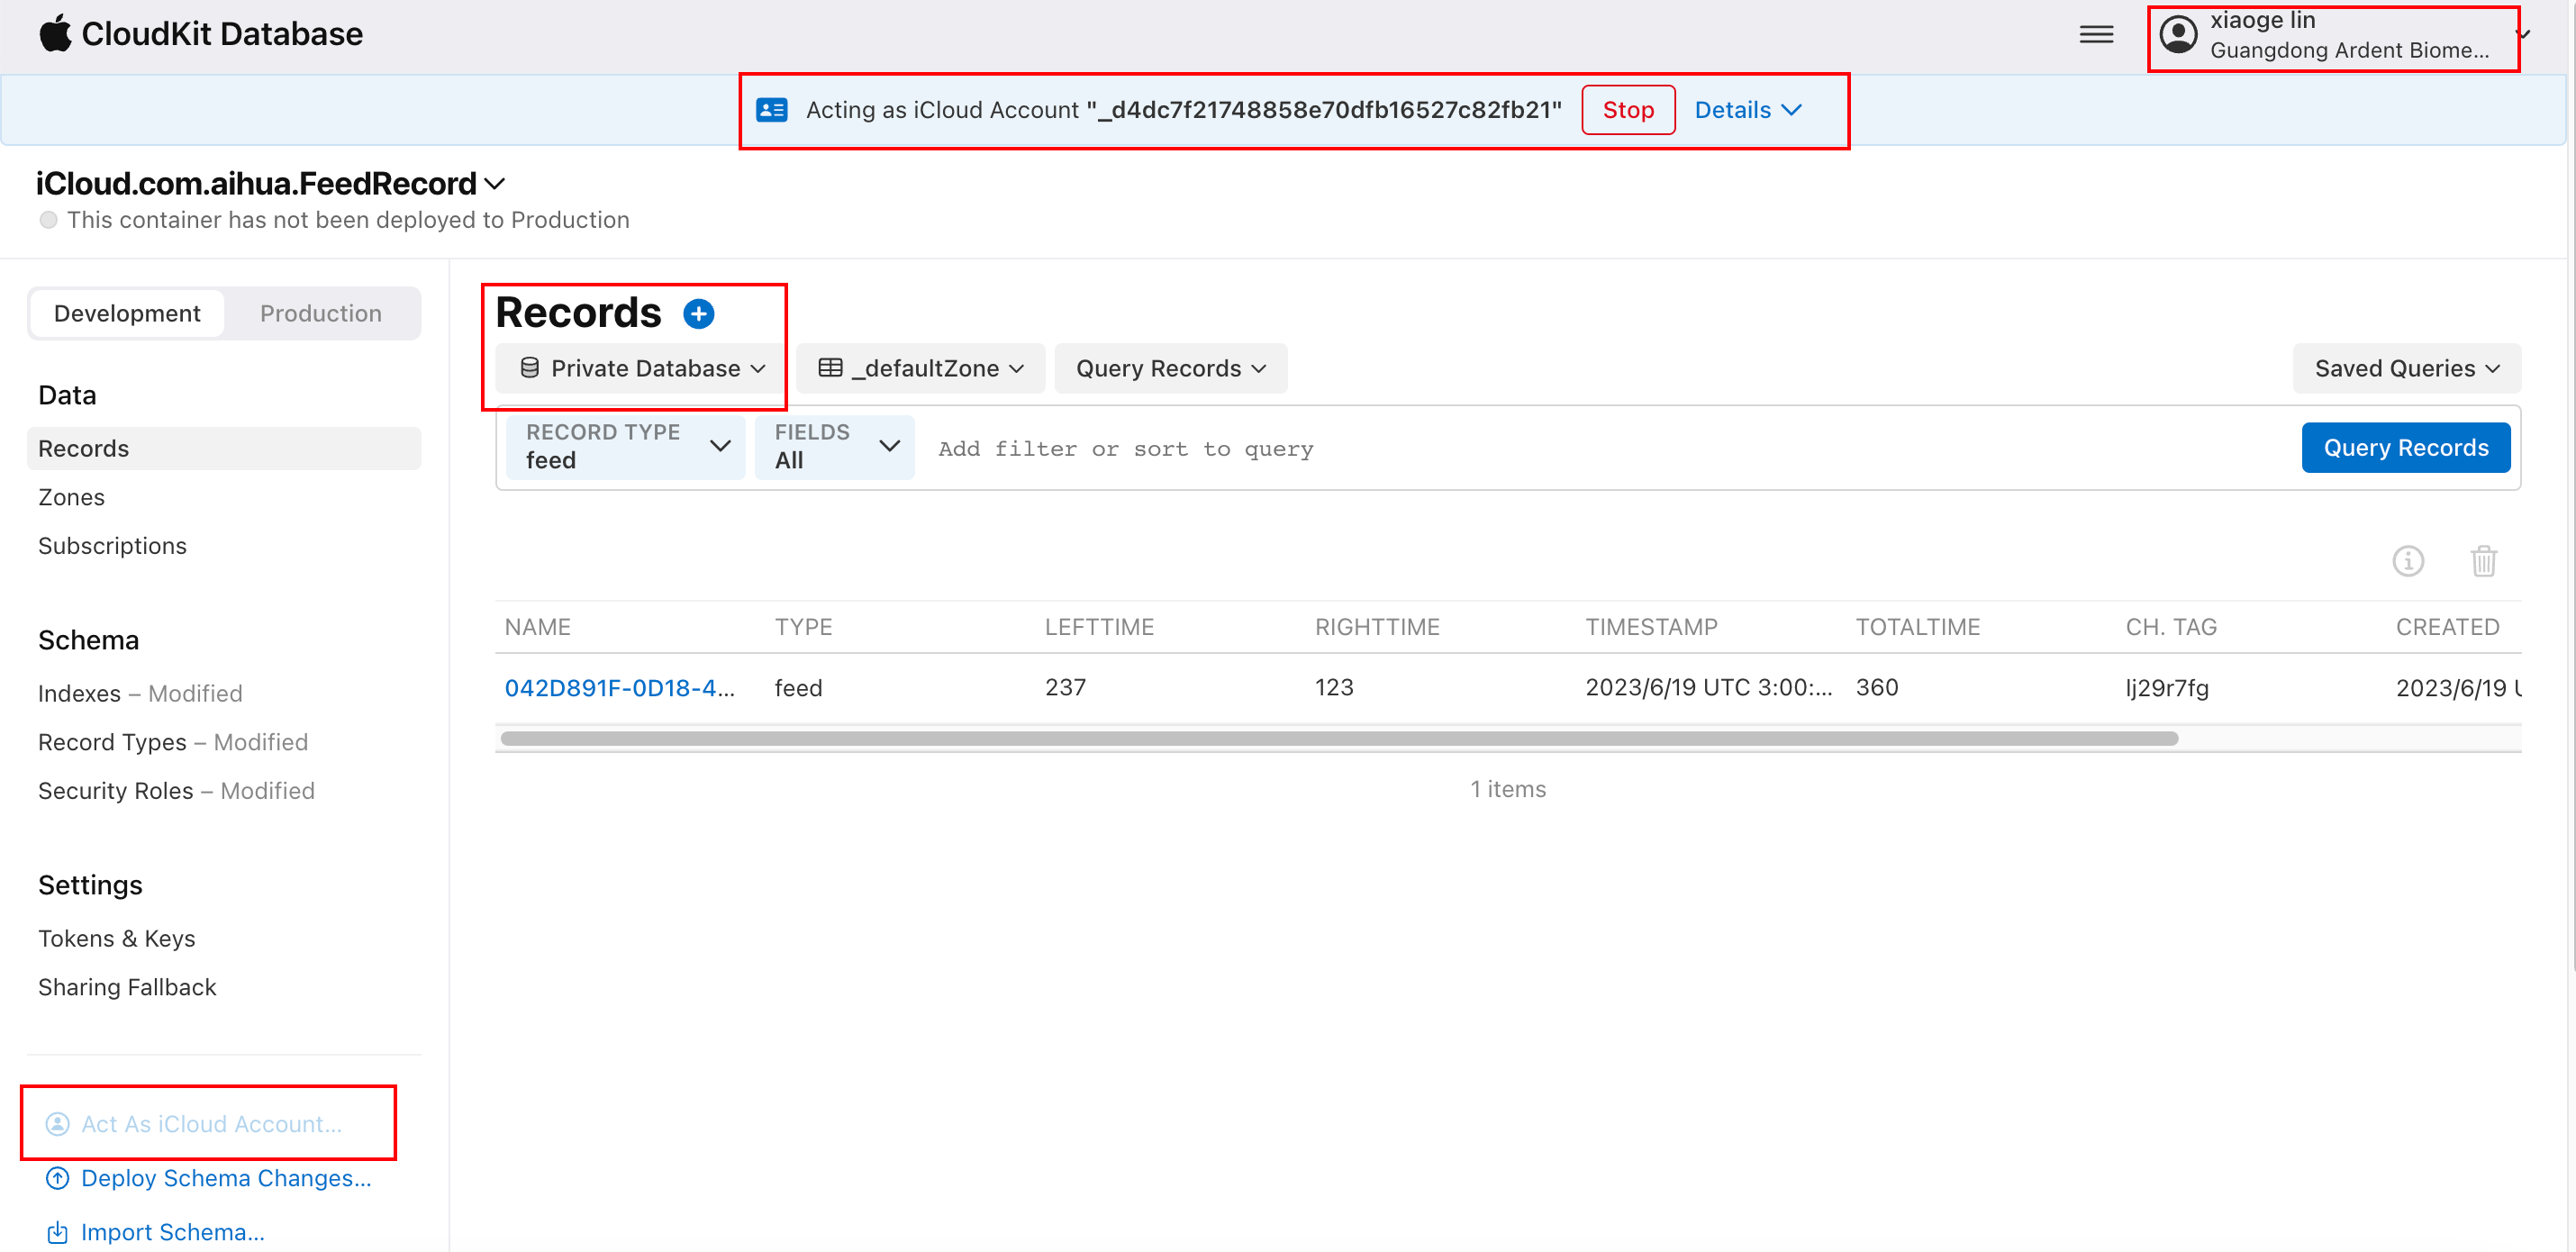 CloudKit Database
xiaoge lin
Guangdong Ardent Biome...
Acting as iCloud Account "_d4dc7f21748858e70dfb16527c82fb21" Stop Details
iCloud.com.aihua.FeedRecord
This container has not been deployed to Production
Development Production
Data
Records
Zones
Subscriptions
Schema
Indexes – Modified
Record Types – Modified
Security Roles – Modified
Settings
Tokens & Keys
Sharing Fallback
Act As iCloud Account...
Deploy Schema Changes...
Import Schema...
Records
Private Database _defaultZone Query Records Saved Queries
RECORD TYPE FIELDS
feed All Add filter or sort to query Query Records
NAME TYPE LEFTTIME RIGHTTIME TIMESTAMP TOTALTIME CH. TAG CREATED
042D891F-0D18-4... feed 237 123 2023/6/19 UTC 3:00:... 360 lj29r7fg 2023/6/19 U
1 items